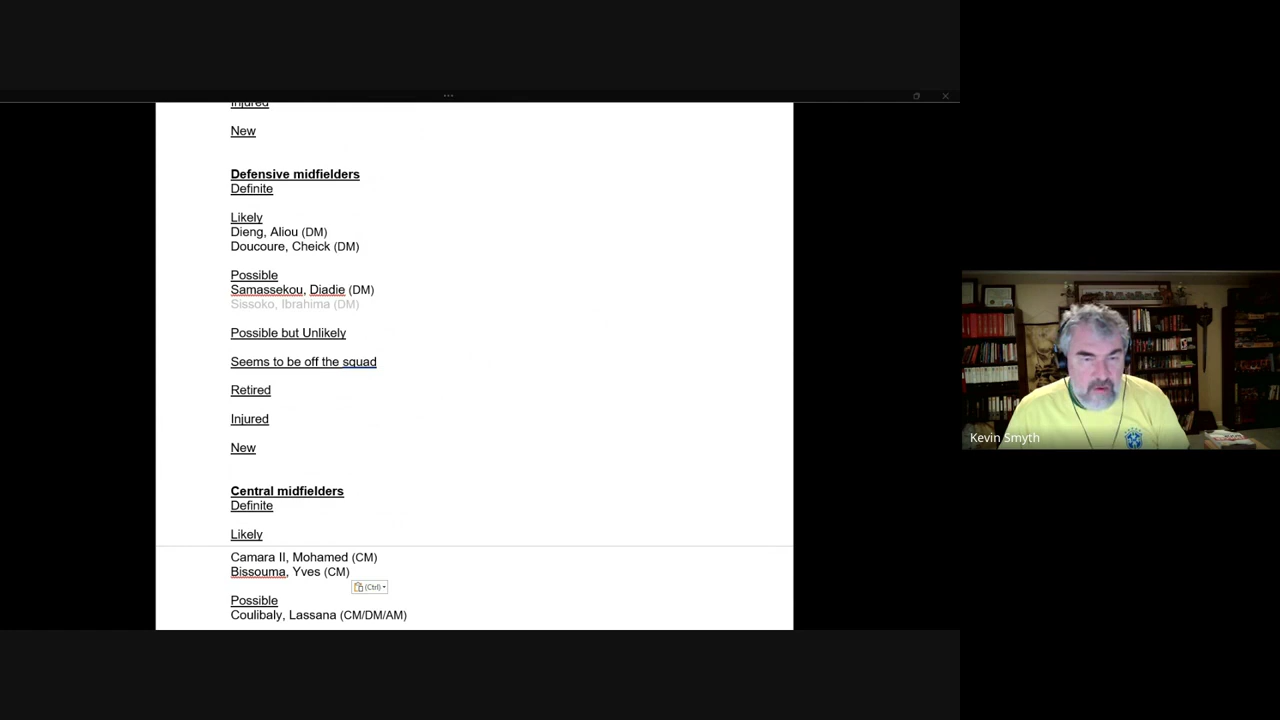 Injured
New
Defensive midfielders
Definite
Likely
Dieng, Aliou (DM)
Doucoure, Cheick (DM)
Possible
Samassekou, Diadie (DM)
Sissoko, Ibrahima (DM)
Possible but Unlikely
Seems to be off the squad
Retired
Injured
New
Central midfielders
Definite
Likely
Camara II, Mohamed (CM)
Bissouma, Yves (CM)
(Ctrl)
Possible
Coulibaly, Lassana (CM/DM/AM)
Kevin Smyth